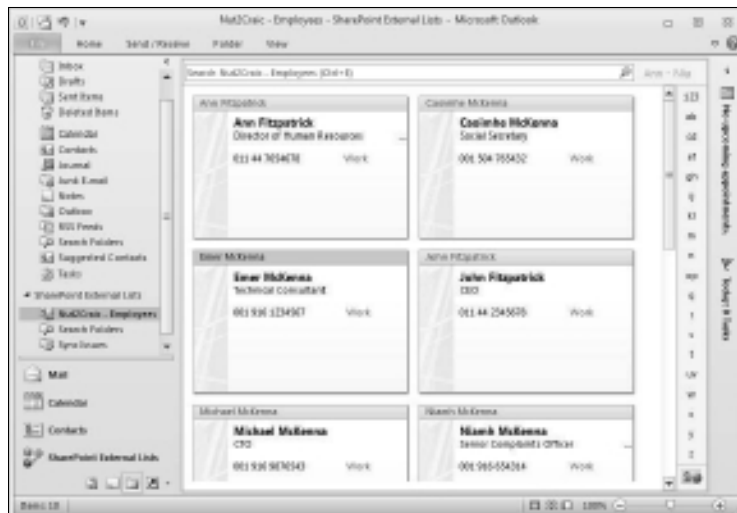 Nut2Craic - Employees - SharePoint External Lists - Microsoft Outlook
Home Send / Receive Folder View
Search Nut2Craic - Employees (Ctrl+E)
Inbox
Drafts
Sent Items
Deleted Items
Calendar
Contacts
Journal
Junk E-mail
Notes
Outbox
RSS Feeds
Search Folders
Suggested Contacts
Tasks
SharePoint External Lists
Nut2Craic - Employees
Search Folders
Sync Issues
Mail
Calendar
Contacts
SharePoint External Lists
Ann Fitzpatrick
Ann Fitzpatrick
Director of Human Resources
011 44 7654678 Work
Caoimhe McKenna
Caoimhe McKenna
Social Secretary
001 504 765432 Work
Emer McKenna
Emer McKenna
Technical Consultant
001 916 1234567 Work
John Fitzpatrick
John Fitzpatrick
CEO
011 44 2345678 Work
Michael McKenna
Michael McKenna
CTO
001 916 9876543 Work
Niamh McKenna
Niamh McKenna
Senior Complaints Officer
001 916-654314 Work
123
ab
cd
ef
gh
No upcoming appointments.
Today: 0 Tasks
Items: 10
100%